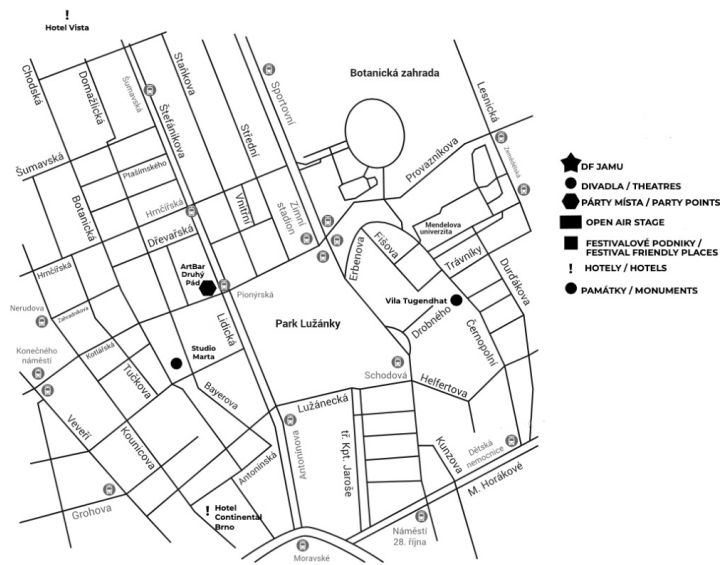 Hotel Vista
Chodská
Domažlická
Šumavská
Štefánikova
Staňkova
Střední
Sportovní
Botanická zahrada
Lesnická
Zemědělská
Šumavská
Ptašínského
Botanická
Hrnčířská
Vnitřní
Zimní
stadion
Provazníkova
Mendelova
univerzita
Dřevařská
Erbenova
Fišova
Trávníky
Durďákova
Hrnčířská
ArtBar
Druhý
Pád
Pionýrská
Nerudova
Zahradníkova
Lidická
Park Lužánky
Vila Tugendhat
Drobného
Černopolní
Konečného
náměstí
Kotlářská
Studio
Marta
Tučkova
Bayerova
Schodová
Helfertova
Lužánecká
Veveří
Kounicova
Antonínská
Antonínova
tř. Kpt. Jaroše
Kunzova
Dětská
nemocnice
M. Horákové
Grohova
Hotel
Continental
Brno
Náměstí
28. října
Moravské
DF JAMU
DIVADLA / THEATRES
PÁRTY MÍSTA / PARTY POINTS
OPEN AIR STAGE
FESTIVALOVÉ PODNIKY /
FESTIVAL FRIENDLY PLACES
HOTELY / HOTELS
PAMÁTKY / MONUMENTS